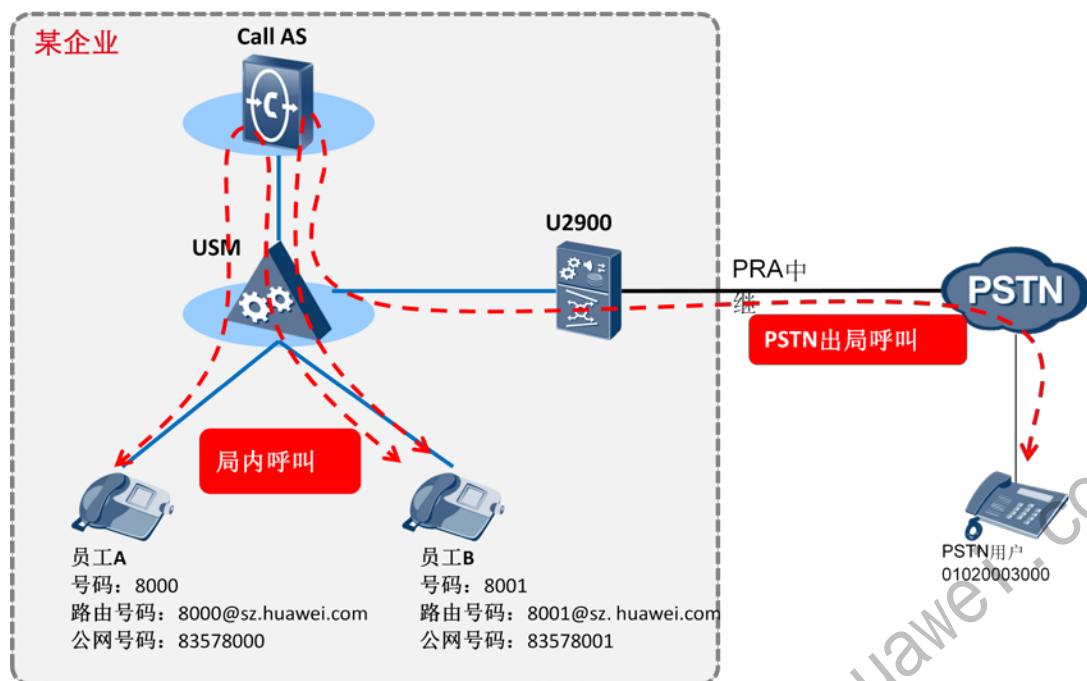 某企业
Call AS
USM
U2900
PRA中
继
PSTN
PSTN出局呼叫
局内呼叫
员工A
号码：8000
路由号码：8000@sz.huawei.com
公网号码：83578000
员工B
号码：8001
路由号码：8001@sz. huawei.com
公网号码：83578001
PSTN用户
01020003000
huawei.co